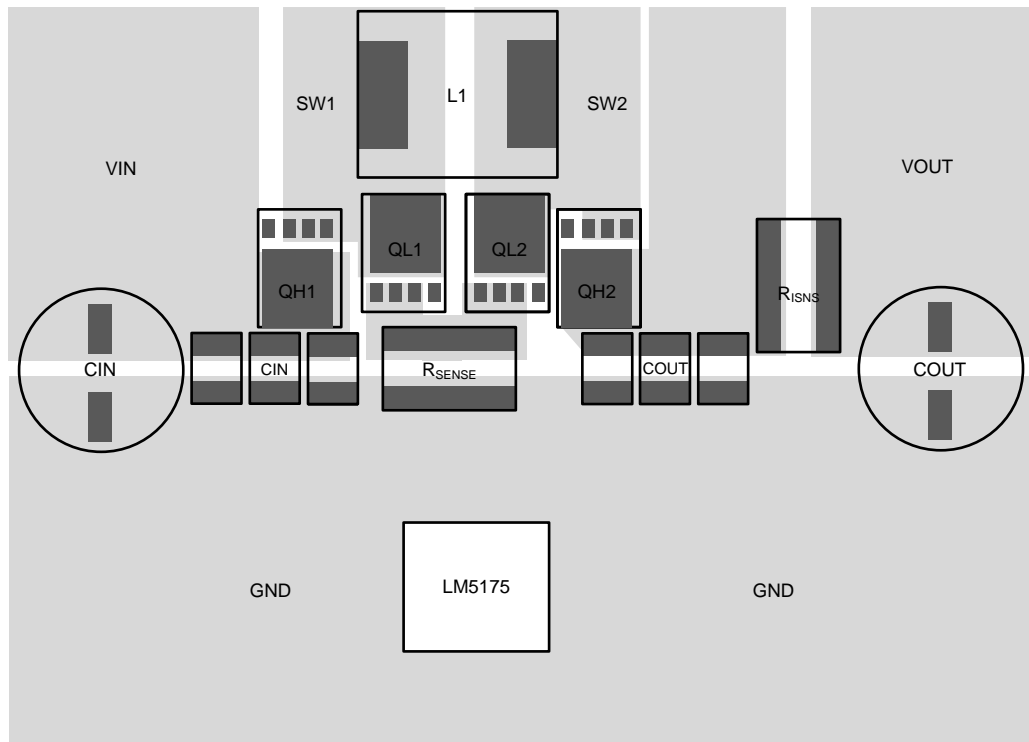 SW1
L1
SW2
VIN
VOUT
QL1
QL2
QH1
QH2
RISNS
CIN
CIN
RSENSE
COUT
COUT
GND
LM5175
GND